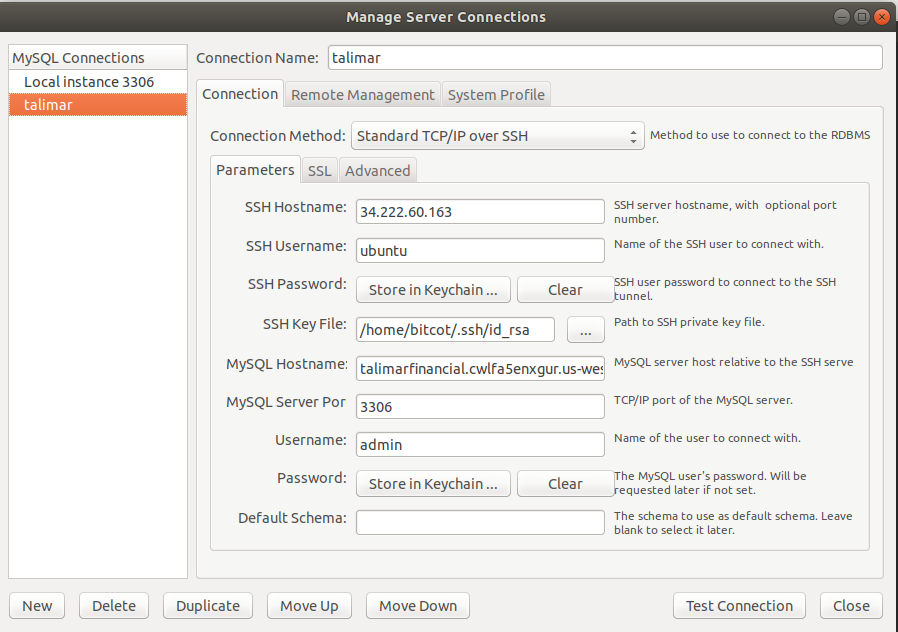 Manage Server Connections
MySQL Connections
Local instance 3306
talimar
Connection Name: talimar
Connection Remote Management System Profile
Connection Method: Standard TCP/IP over SSH Method to use to connect to the RDBMS
Parameters SSL Advanced
SSH Hostname: 34.222.60.163 SSH server hostname, with optional port
number.
SSH Username: ubuntu Name of the SSH user to connect with.
SSH Password: Store in Keychain ... Clear SSH user password to connect to the SSH
tunnel.
SSH Key File: /home/bitcot/.ssh/id_rsa ... Path to SSH private key file.
MySQL Hostname: talimarfinancial.cwlfa5enxgur.us-wes MySQL server host relative to the SSH serve
MySQL Server Por 3306 TCP/IP port of the MySQL server.
Username: admin Name of the user to connect with.
Password: Store in Keychain ... Clear The MySQL user's password. Will be
requested later if not set.
Default Schema: The schema to use as default schema. Leave
blank to select it later.
New Delete Duplicate Move Up Move Down Test Connection Close